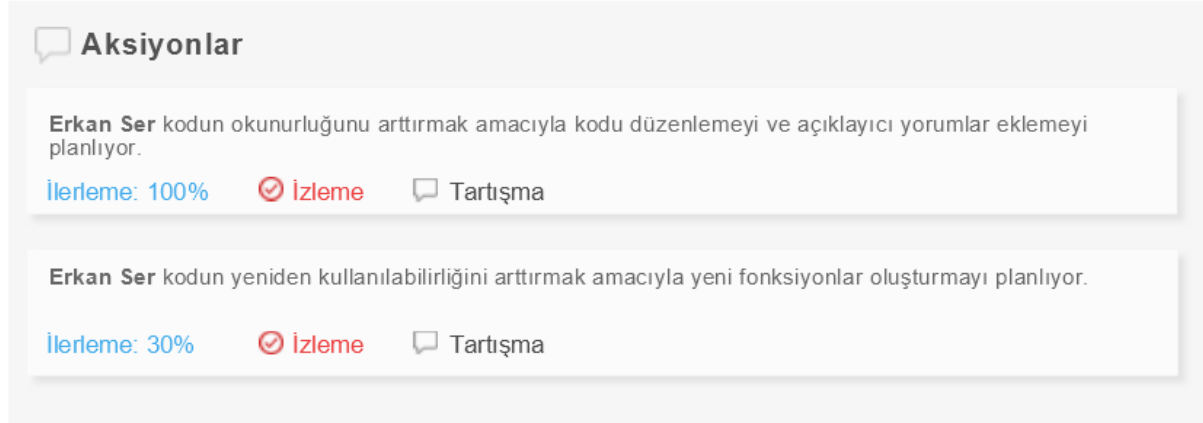 Aksiyonlar
Erkan Ser kodun okunurluğunu arttırmak amacıyla kodu düzenlemeyi ve açıklayıcı yorumlar eklemeyi
planlıyor.
İlerleme: 100% İzleme Tartışma
Erkan Ser kodun yeniden kullanılabilirliğini arttırmak amacıyla yeni fonksiyonlar oluşturmayı planlıyor.
İlerleme: 30% İzleme Tartışma